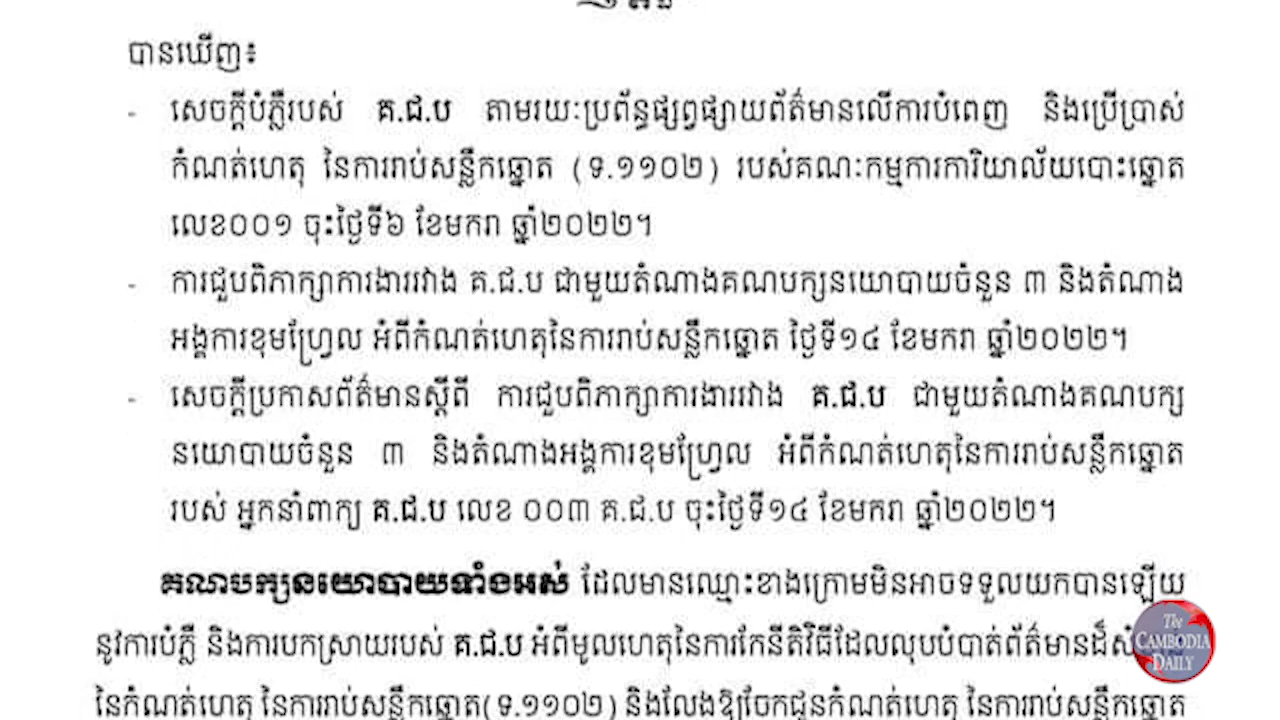 បានឃើញ៖
- សេចក្ដីបំភ្លឺរបស់ គ.ជ.ប តាមរយៈប្រព័ន្ធផ្សព្វផ្សាយព័ត៌មានលើការបំពេញ និងប្រើប្រាស់
កំណត់ហេតុ នៃការរាប់សន្លឹកឆ្នោត (ទ.១១០២) របស់គណៈកម្មការការិយាល័យបោះឆ្នោត
លេខ០០១ ចុះថ្ងៃទី៦ ខែមករា ឆ្នាំ២០២២។
- ការជួបពិភាក្សាការងាររវាង គ.ជ.ប ជាមួយតំណាងគណបក្សនយោបាយចំនួន ៣ និងតំណាង
អង្គការខុមហ្វ្រែល អំពីកំណត់ហេតុនៃការរាប់សន្លឹកឆ្នោត ថ្ងៃទី១៤ ខែមករា ឆ្នាំ២០២២។
- សេចក្ដីប្រកាសព័ត៌មានស្ដីពី ការជួបពិភាក្សាការងាររវាង គ.ជ.ប ជាមួយតំណាងគណបក្ស
នយោបាយចំនួន ៣ និងតំណាងអង្គការខុមហ្វ្រែល អំពីកំណត់ហេតុនៃការរាប់សន្លឹកឆ្នោត
របស់ អ្នកនាំពាក្យ គ.ជ.ប លេខ ០០៣ គ.ជ.ប ចុះថ្ងៃទី១៤ ខែមករា ឆ្នាំ២០២២។
គណបក្សនយោបាយទាំងអស់ ដែលមានឈ្មោះខាងក្រោមមិនអាចទទួលយកបានឡើយ
នូវការបំភ្លឺ និងការបកស្រាយរបស់ គ.ជ.ប អំពីមូលហេតុនៃការកែនីតិវិធីដែលលុបបំបាត់ព័ត៌មានដ៏
The
CAMBODIA
DAILY
នៃកំណត់ហេតុ នៃការរាប់សន្លឹកឆ្នោត(ទ.១១០២) និងលែងឱ្យចែកជូនកំណត់ហេតុ នៃការរាប់សន្លឹកឆ្នោត